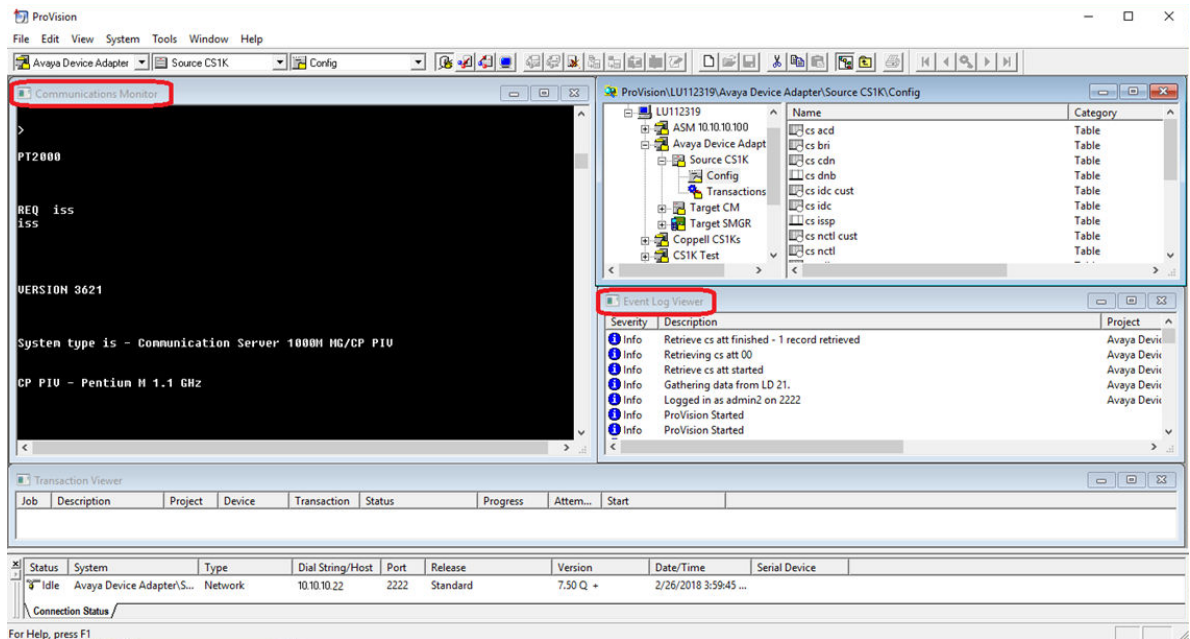 ProVision
File Edit View System Tools Window Help
Avaya Device Adapter Source CS1K Config
Communications Monitor
>
PT2000
REQ iss
iss
VERSION 3621
System type is - Communication Server 1000M MG/CP PIV
CP PIV - Pentium M 1.1 GHz
ProVision\LU112319\Avaya Device Adapter\Source CS1K\Config
LU112319
ASM 10.10.10.100
Avaya Device Adapt
Source CS1K
Config
Transactions
Target CM
Target SMGR
Coppell CS1Ks
CS1K Test
Name Category
cs acd Table
cs bri Table
cs cdn Table
cs dnb Table
cs idc cust Table
cs idc Table
cs issp Table
cs nctl cust Table
cs nctl Table
Event Log Viewer
Severity Description Project
Info Retrieve cs att finished - 1 record retrieved Avaya Devic
Info Retrieving cs att 00 Avaya Devic
Info Retrieve cs att started Avaya Devic
Info Gathering data from LD 21. Avaya Devic
Info Logged in as admin2 on 2222 Avaya Devic
Info ProVision Started
Info ProVision Started
Transaction Viewer
Job Description Project Device Transaction Status Progress Attem... Start
Status System Type Dial String/Host Port Release Version Date/Time Serial Device
Idle Avaya Device Adapter\S... Network 10.10.10.22 2222 Standard 7.50 Q + 2/26/2018 3:59:45 ...
Connection Status
For Help, press F1